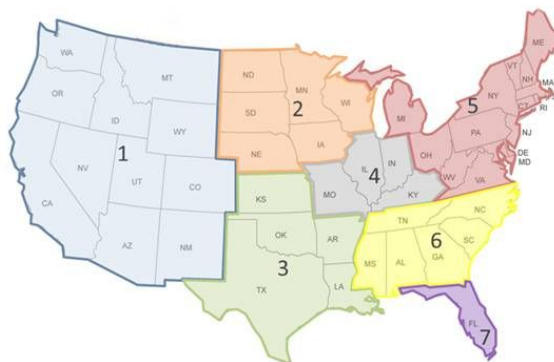 WA
MT
ND
MN
ME
VT
NH
MA
OR
ID
SD
WI
MI
NY
5
CT
RI
2
WY
PA
NJ
1
NV
NE
IA
OH
DE
MD
UT
CO
IL
IN
WV
VA
4
CA
KS
MO
KY
AZ
NM
OK
AR
TN
NC
3
6
SC
TX
LA
MS
AL
GA
FL
7